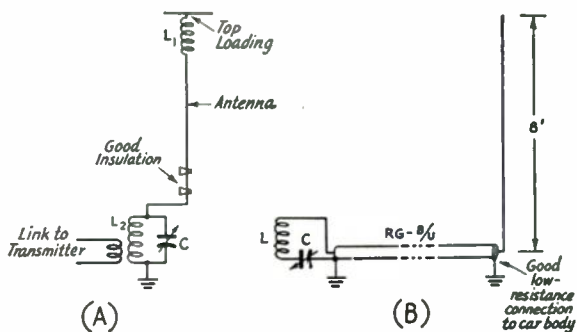 L1
Top
Loading
Antenna
Good
Insulation
L2
C
Link to
Transmitter
(A)
8'
L
C
RG-8/U
(B)
Good
low-
resistance
connection
to car body